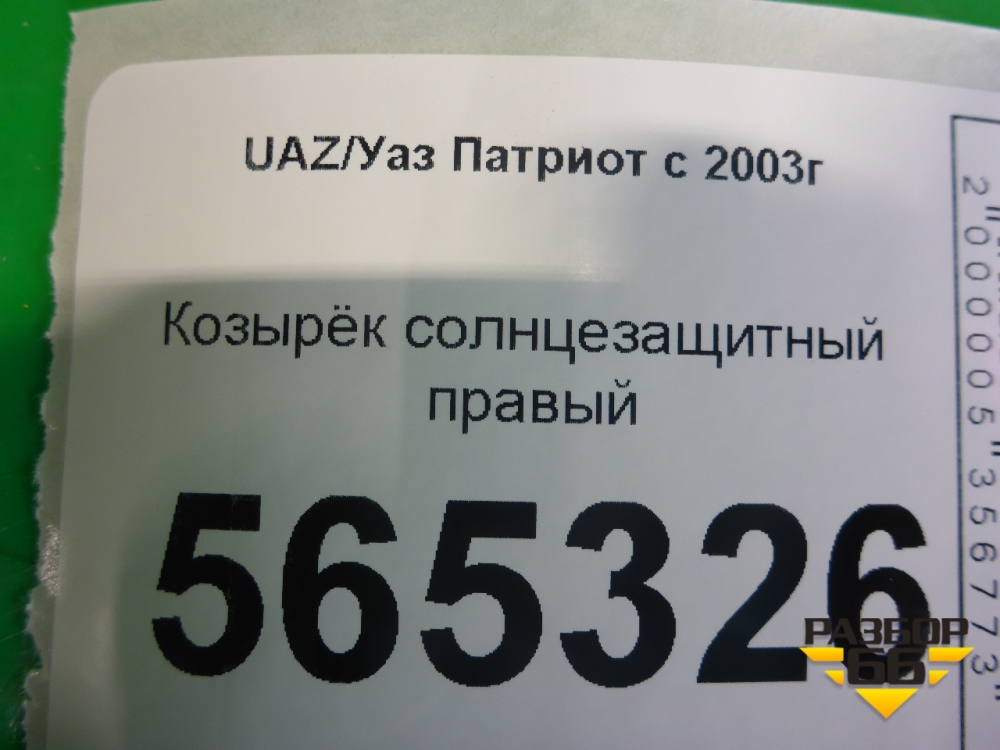 UAZ/Уаз Патриот с 2003г
Козырёк солнцезащитный
правый
565326
2000005356773
РАЗБОР
66